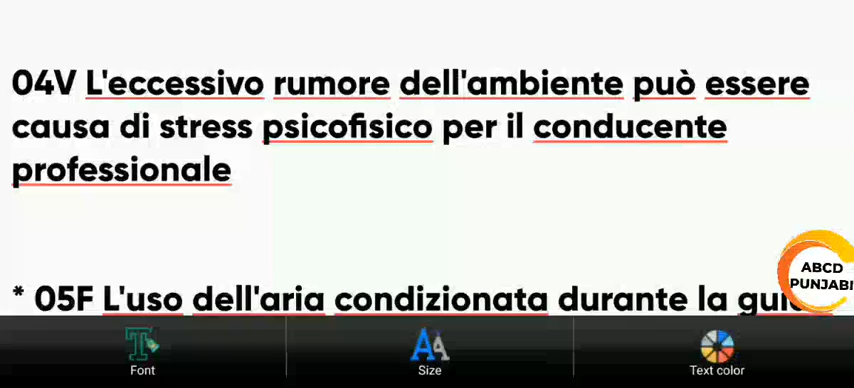 04V L'eccessivo rumore dell'ambiente può essere
causa di stress psicofisico per il conducente
professionale
* 05F L'uso dell'aria condizionata durante la
ABCD
PUNJABI
Font
Size
Text color